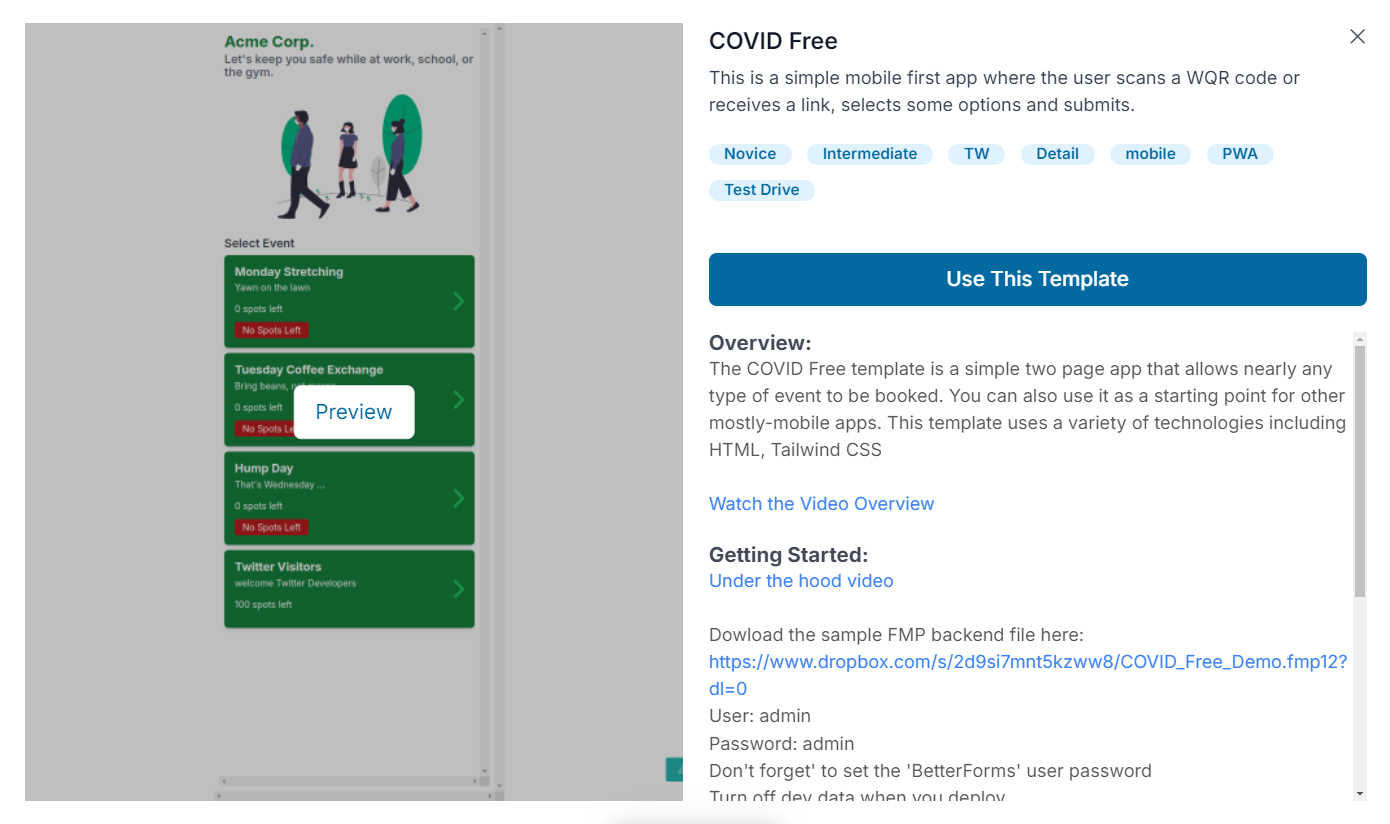 Acme Corp.
Let's keep you safe while at work, school, or
the gym.
Select Event
Monday Stretching
Yawn on the lawn
0 spots left
No Spots Left
Tuesday Coffee Exchange
Bring beans,
0 spots left
No Spots
Preview
Hump Day
That's Wednesday ...
0 spots left
No Spots Left
Twitter Visitors
welcome Twitter Developers
100 spots left
COVID Free
This is a simple mobile first app where the user scans a WQR code or
receives a link, selects some options and submits.
Novice Intermediate TW Detail mobile PWA
Test Drive
Use This Template
Overview:
The COVID Free template is a simple two page app that allows nearly any
type of event to be booked. You can also use it as a starting point for other
mostly-mobile apps. This template uses a variety of technologies including
HTML, Tailwind CSS
Watch the Video Overview
Getting Started:
Under the hood video
Dowload the sample FMP backend file here:
https://www.dropbox.com/s/2d9si7mnt5kzww8/COVID_Free_Demo.fmp12?
dl=0
User: admin
Password: admin
Don't forget' to set the 'BetterForms' user password
Turn off dev data when you deploy